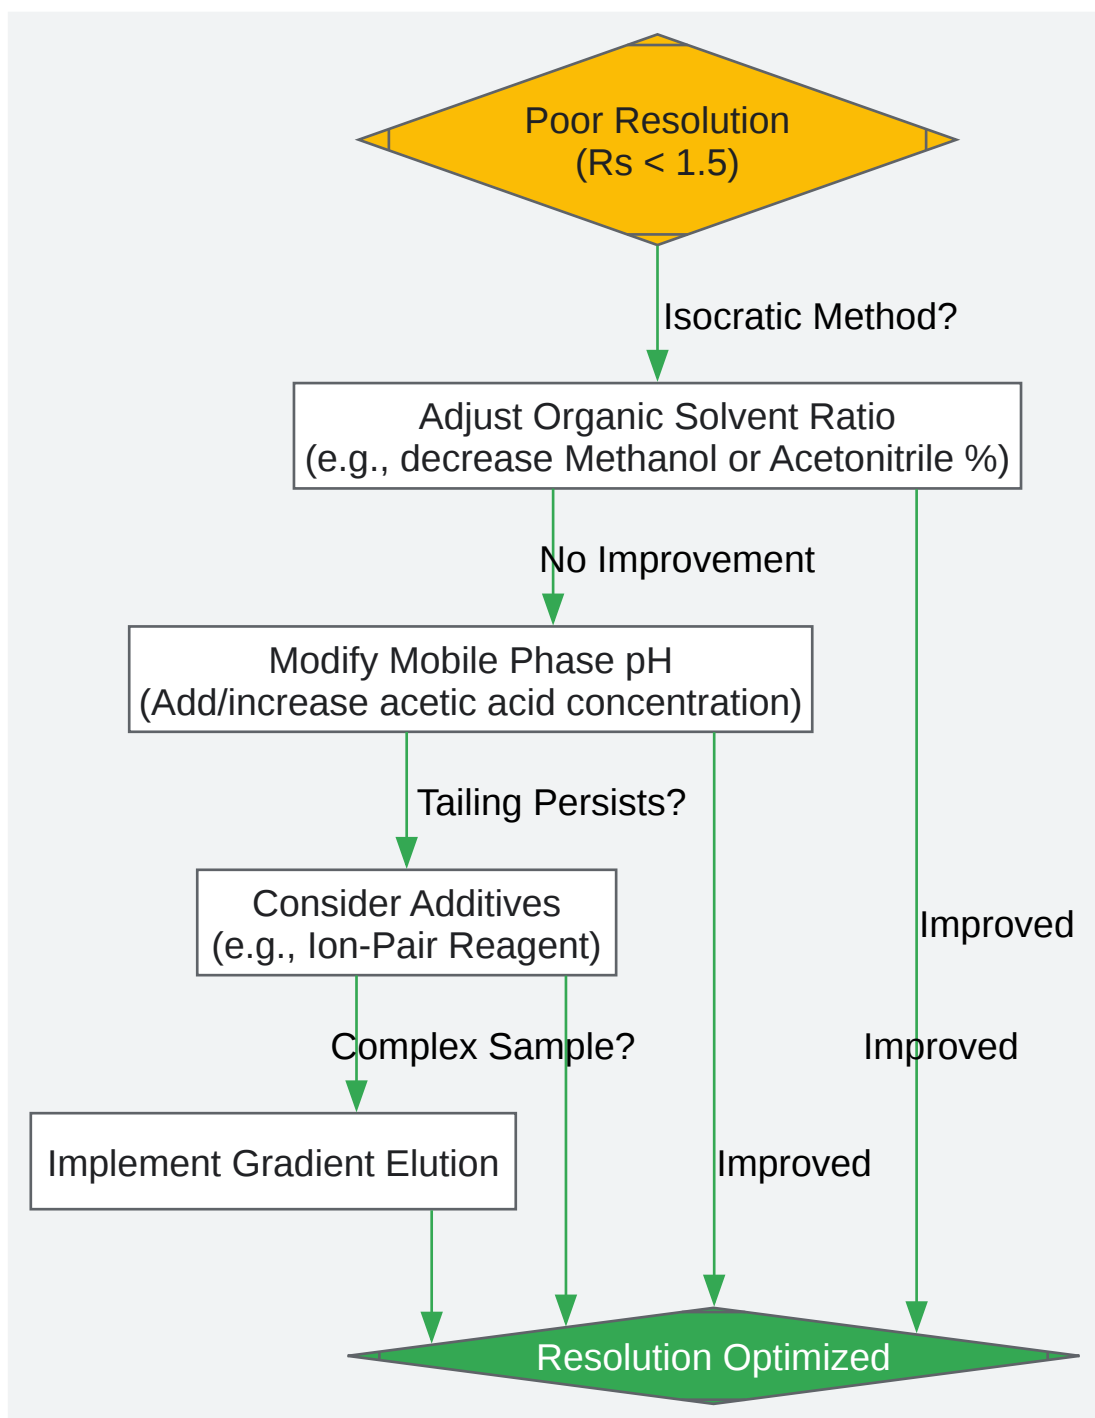 Poor Resolution
(Rs < 1.5)
Isocratic Method?
Adjust Organic Solvent Ratio
(e.g., decrease Methanol or Acetonitrile %)
No Improvement
Modify Mobile Phase pH
(Add/increase acetic acid concentration)
Tailing Persists?
Consider Additives
(e.g., Ion-Pair Reagent)
Improved
Complex Sample?
Improved
Implement Gradient Elution
Improved
Resolution Optimized